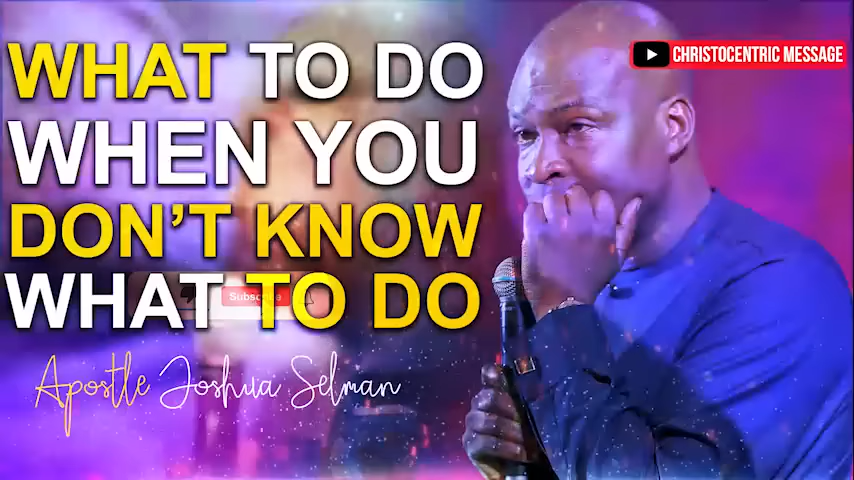 CHRISTOCENTRIC MESSAGE
WHAT TO DO
WHEN YOU
DON'T KNOW
WHAT TO DO
Subscribe
Apostle Joshua Selman